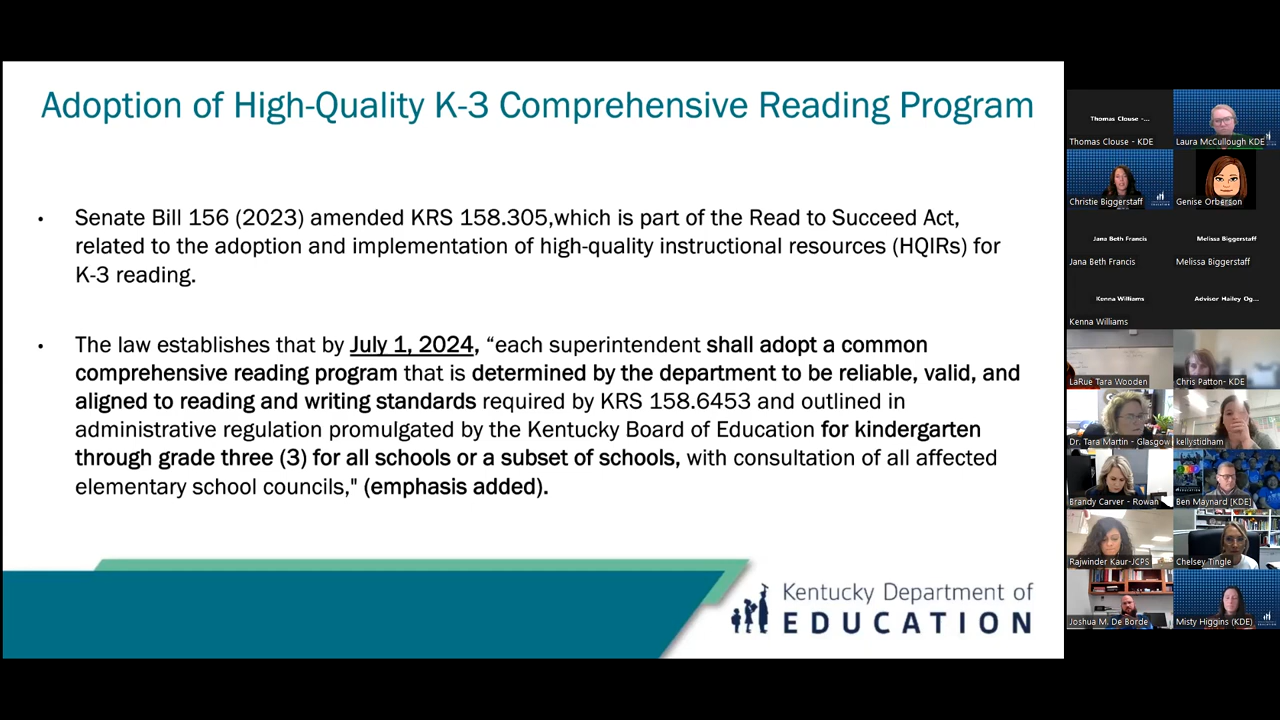 Adoption of High-Quality K-3 Comprehensive Reading Program
• Senate Bill 156 (2023) amended KRS 158.305,which is part of the Read to Succeed Act,
related to the adoption and implementation of high-quality instructional resources (HQIRs) for
K-3 reading.
• The law establishes that by July 1, 2024, “each superintendent shall adopt a common
comprehensive reading program that is determined by the department to be reliable, valid, and
aligned to reading and writing standards required by KRS 158.6453 and outlined in
administrative regulation promulgated by the Kentucky Board of Education for kindergarten
through grade three (3) for all schools or a subset of schools, with consultation of all affected
elementary school councils," (emphasis added).
Kentucky Department of
EDUCATION
Thomas Clouse -...
Thomas Clouse - KDE
Laura McCullough KDE
Christie Biggerstaff
Genise Orberson
Jana Beth Francis
Jana Beth Francis
Melissa Biggerstaff
Melissa Biggerstaff
Kenna Williams
Kenna Williams
Advisor Hailey Og...
LaRue Tara Wooden
Chris Patton- KDE
Dr. Tara Martin - Glasgow
kellystidham
Brandy Carver - Rowan
Ben Maynard [KDE]
Rajwinder Kaur-JCPS
Chelsey Tingle
Joshua M. De Borde
Misty Higgins (KDE)